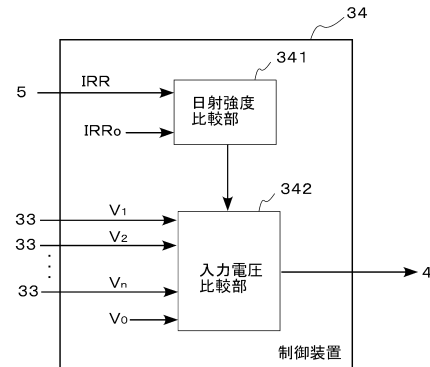 34
341
5 IRR
日射強度
比較部
IRRo
342
33 V1
33 V2
33 Vn
V0
入力電圧
比較部
4
制御装置